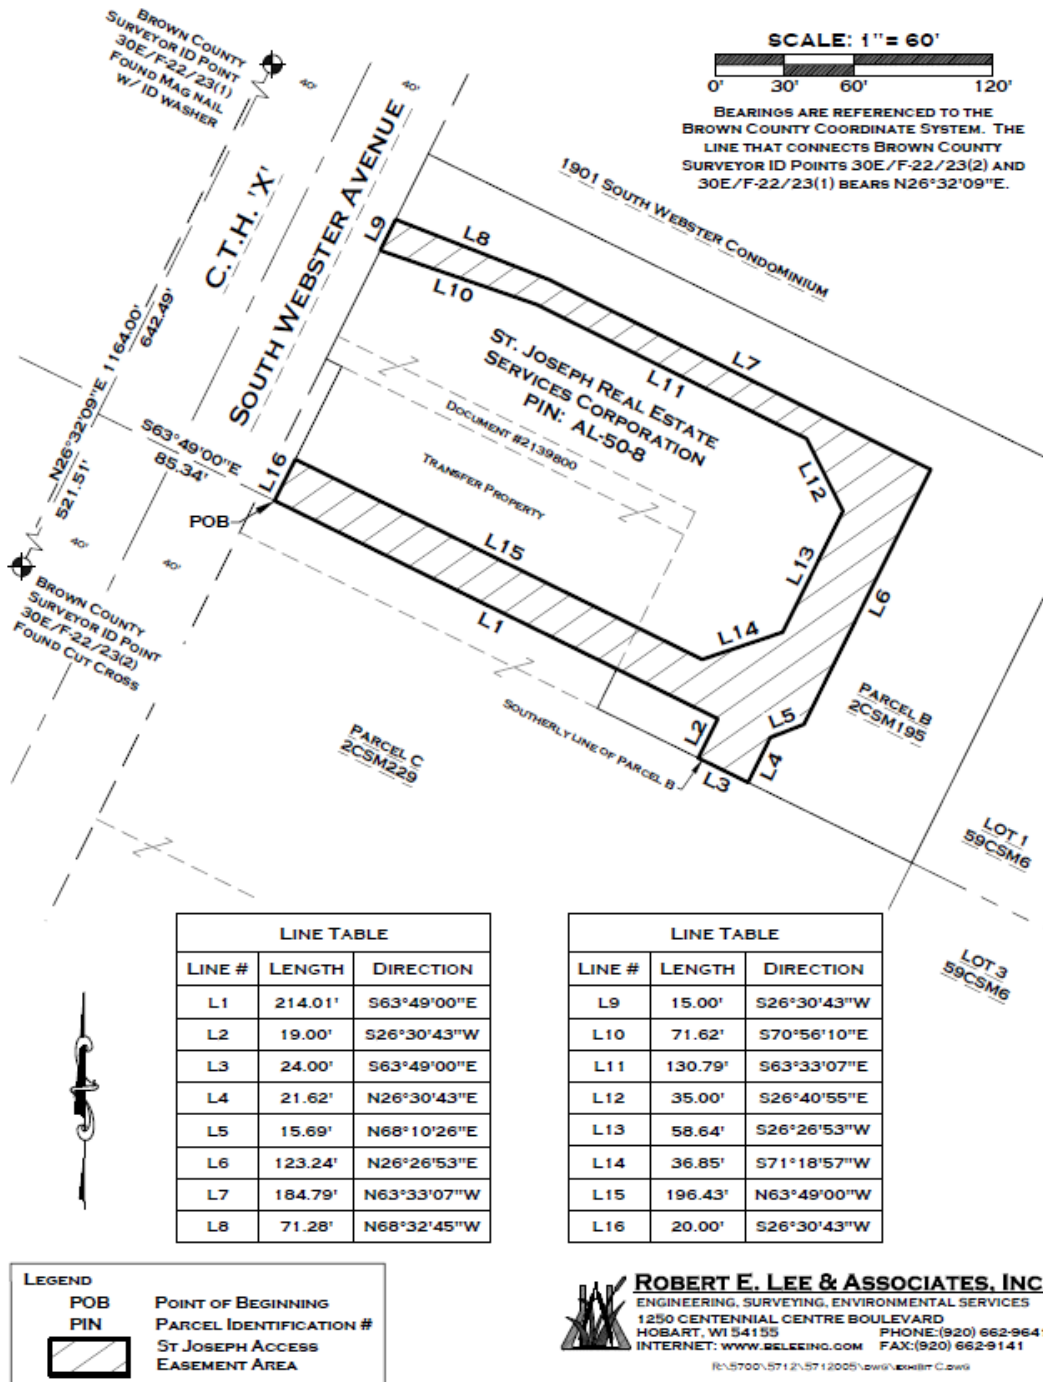 BROWN COUNTY
SURVEYOR ID POINT
30E/F-22/23(1)
FOUND MAG NAIL
W/ ID WASHER
40'
40'
SCALE: 1"= 60'
0' 30' 60' 120'
BEARINGS ARE REFERENCED TO THE
BROWN COUNTY COORDINATE SYSTEM. THE
LINE THAT CONNECTS BROWN COUNTY
SURVEYOR ID POINTS 30E/F-22/23(2) AND
30E/F-22/23(1) BEARS N26°32'09"E.
C.T.H. 'X'
SOUTH WEBSTER AVENUE
1901 SOUTH WEBSTER CONDOMINIUM
L9
L8
L10
L7
L11
N26°32'09"E 1164.00'
642.49'
521.51'
ST. JOSEPH REAL ESTATE
SERVICES CORPORATION
PIN: AL-50-8
DOCUMENT #2139800
TRANSFER PROPERTY
S63°49'00"E
85.34'
L16
POB
L12
L13
L15
L6
L14
L1
40'
40'
BROWN COUNTY
SURVEYOR ID POINT
30E/F-22/23(2)
FOUND CUT CROSS
PARCEL C
2CSM229
SOUTHERLY LINE OF PARCEL B
L2
L3
L4
L5
PARCEL B
2CSM195
LOT 1
59CSM6
LOT 3
59CSM6
LINE TABLE
LINE # LENGTH DIRECTION
L1 214.01' S63°49'00"E
L2 19.00' S26°30'43"W
L3 24.00' S63°49'00"E
L4 21.62' N26°30'43"E
L5 15.69' N68°10'26"E
L6 123.24' N26°26'53"E
L7 184.79' N63°33'07"W
L8 71.28' N68°32'45"W
LINE TABLE
LINE # LENGTH DIRECTION
L9 15.00' S26°30'43"W
L10 71.62' S70°56'10"E
L11 130.79' S63°33'07"E
L12 35.00' S26°40'55"E
L13 58.64' S26°26'53"W
L14 36.85' S71°18'57"W
L15 196.43' N63°49'00"W
L16 20.00' S26°30'43"W
LEGEND
POB POINT OF BEGINNING
PIN PARCEL IDENTIFICATION #
ST JOSEPH ACCESS
EASEMENT AREA
ROBERT E. LEE & ASSOCIATES, INC
ENGINEERING, SURVEYING, ENVIRONMENTAL SERVICES
1250 CENTENNIAL CENTRE BOULEVARD
HOBART, WI 54155 PHONE:(920) 662-9641
INTERNET: WWW.RELEEINC.COM FAX:(920) 662-9141
R:\5700\5712\5712005\DWG\EXHIBIT C.DWG